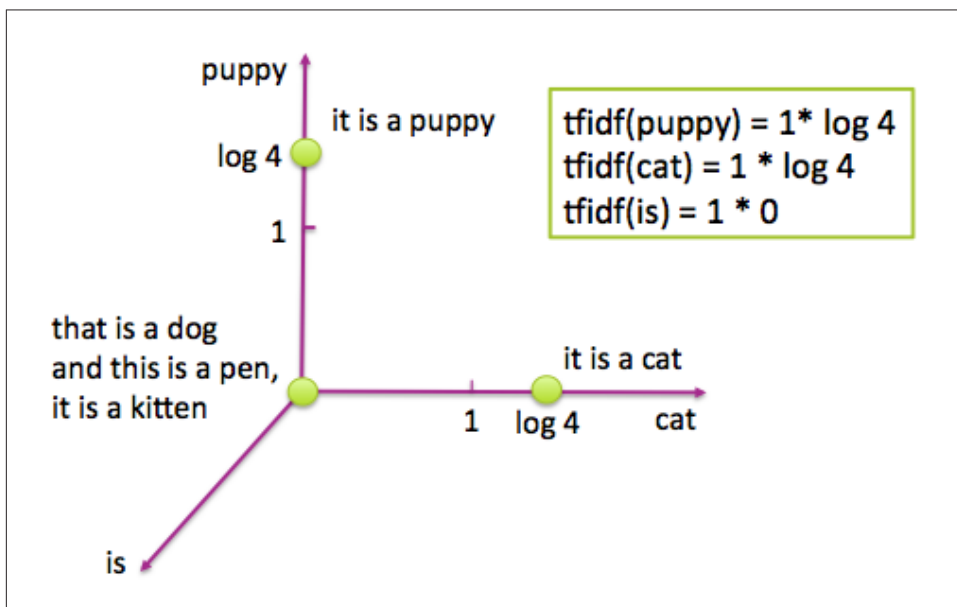 puppy
it is a puppy
log 4
1
tfidf(puppy) = 1* log 4
tfidf(cat) = 1 * log 4
tfidf(is) = 1 * 0
that is a dog
and this is a pen,
it is a kitten
it is a cat
1
log 4
cat
is